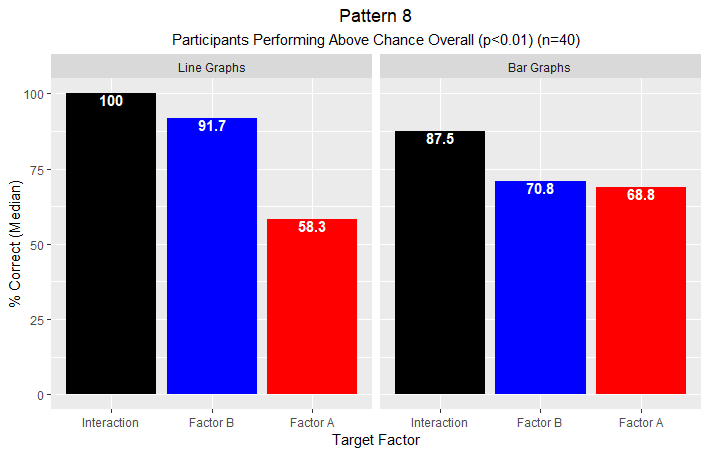 Pattern 8
Participants Performing Above Chance Overall (p<0.01) (n=40)
Line Graphs
Bar Graphs
% Correct (Median)
100
75
50
25
0
100
91.7
58.3
87.5
70.8
68.8
Interaction
Factor B
Factor A
Interaction
Factor B
Factor A
Target Factor